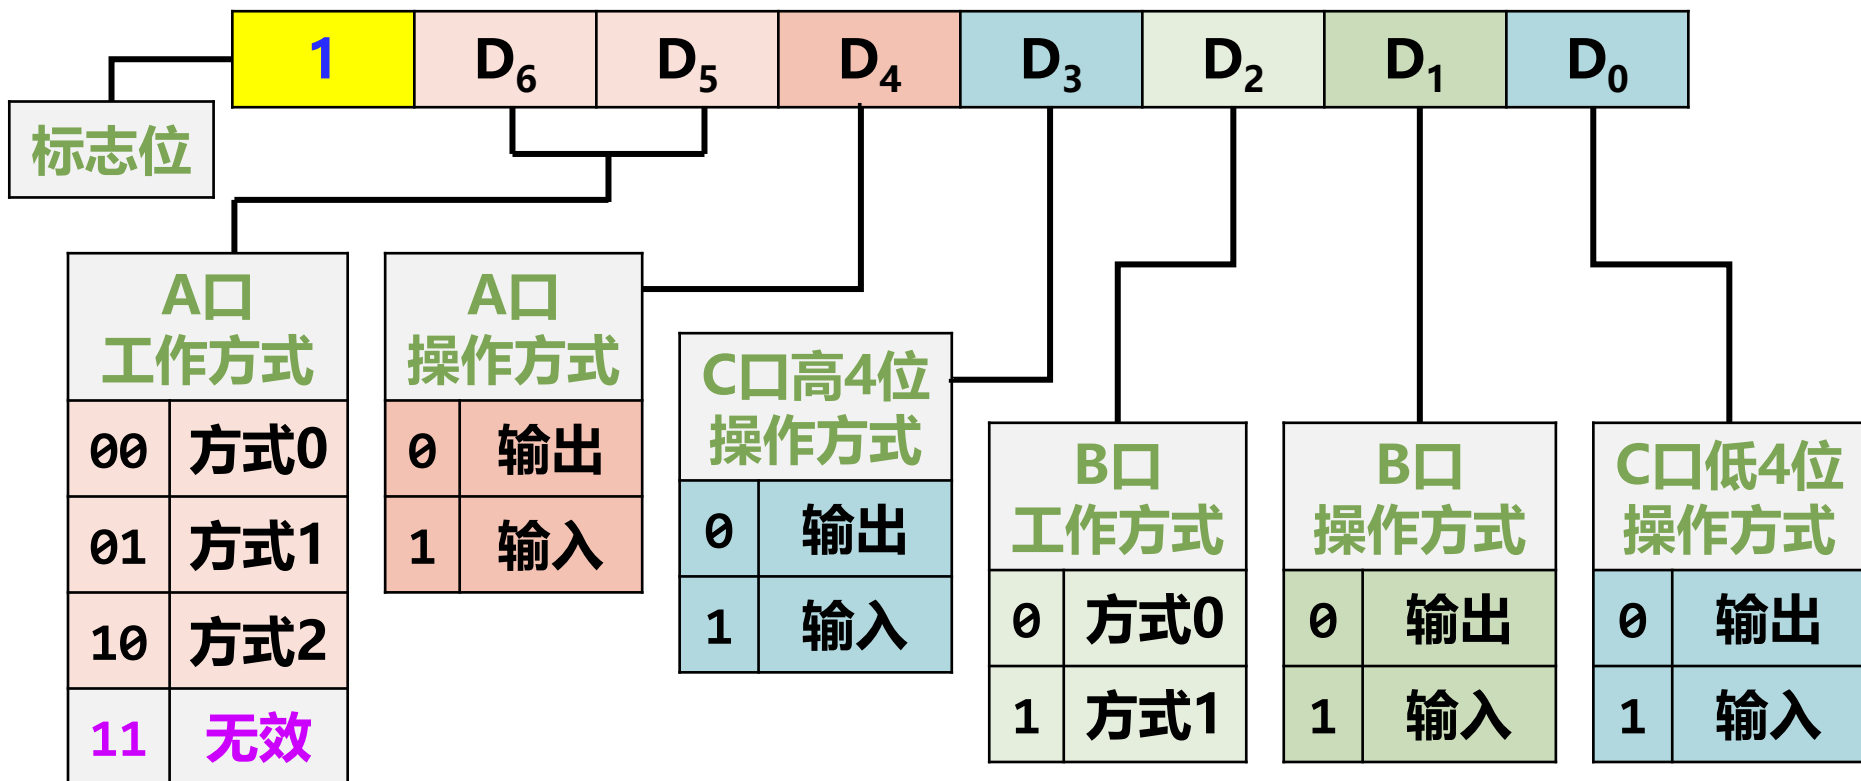 1 D₆ D₅ D₄ D₃ D₂ D₁ D₀
标志位
A口
工作方式
00 方式0
01 方式1
10 方式2
11 无效
A口
操作方式
0 输出
1 输入
C口高4位
操作方式
0 输出
1 输入
B口
工作方式
0 方式0
1 方式1
B口
操作方式
0 输出
1 输入
C口低4位
操作方式
0 输出
1 输入